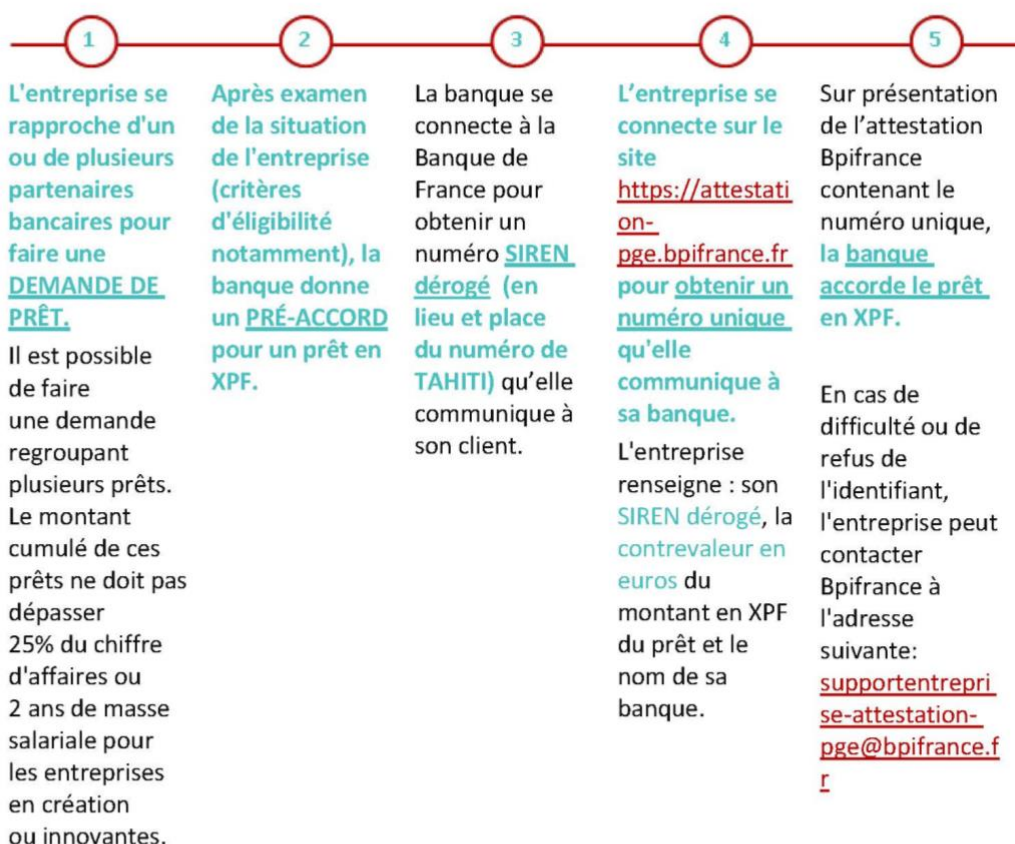 1
L'entreprise se
rapproche d'un
ou de plusieurs
partenaires
bancaires pour
faire une
DEMANDE DE
PRÊT.
Il est possible
de faire
une demande
regroupant
plusieurs prêts.
Le montant
cumulé de ces
prêts ne doit pas
dépasser
25% du chiffre
d'affaires ou
2 ans de masse
salariale pour
les entreprises
en création
ou innovantes.
2
Après examen
de la situation
de l'entreprise
(critères
d'éligibilité
notamment), la
banque donne
un PRÉ-ACCORD
pour un prêt en
XPF.
3
La banque se
connecte à la
Banque de
France pour
obtenir un
numéro SIREN
dérogé (en
lieu et place
du numéro de
TAHITI) qu'elle
communique à
son client.
4
L’entreprise se
connecte sur le
site
https://attestati
on-
pge.bpifrance.fr
pour obtenir un
numéro unique
qu'elle
communique à
sa banque.
L'entreprise
renseigne : son
SIREN dérogé, la
contrevaleur en
euros du
montant en XPF
du prêt et le
nom de sa
banque.
5
Sur présentation
de l’attestation
Bpifrance
contenant le
numéro unique,
la banque
accorde le prêt
en XPF.
En cas de
difficulté ou de
refus de
l'identifiant,
l'entreprise peut
contacter
Bpifrance à
l'adresse
suivante:
supportentrepri
se-attestation-
pge@bpifrance.f
r